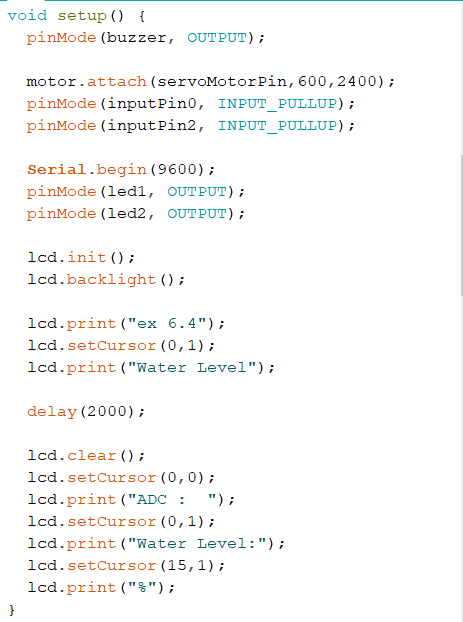 void setup() {
  pinMode(buzzer, OUTPUT);

  motor.attach(servoMotorPin,600,2400);
  pinMode(inputPin0, INPUT_PULLUP);
  pinMode(inputPin2, INPUT_PULLUP);

  Serial.begin(9600);
  pinMode(led1, OUTPUT);
  pinMode(led2, OUTPUT);

  lcd.init();
  lcd.backlight();

  lcd.print("ex 6.4");
  lcd.setCursor(0,1);
  lcd.print("Water Level");

  delay(2000);

  lcd.clear();
  lcd.setCursor(0,0);
  lcd.print("ADC :  ");
  lcd.setCursor(0,1);
  lcd.print("Water Level:");
  lcd.setCursor(15,1);
  lcd.print("%");
}